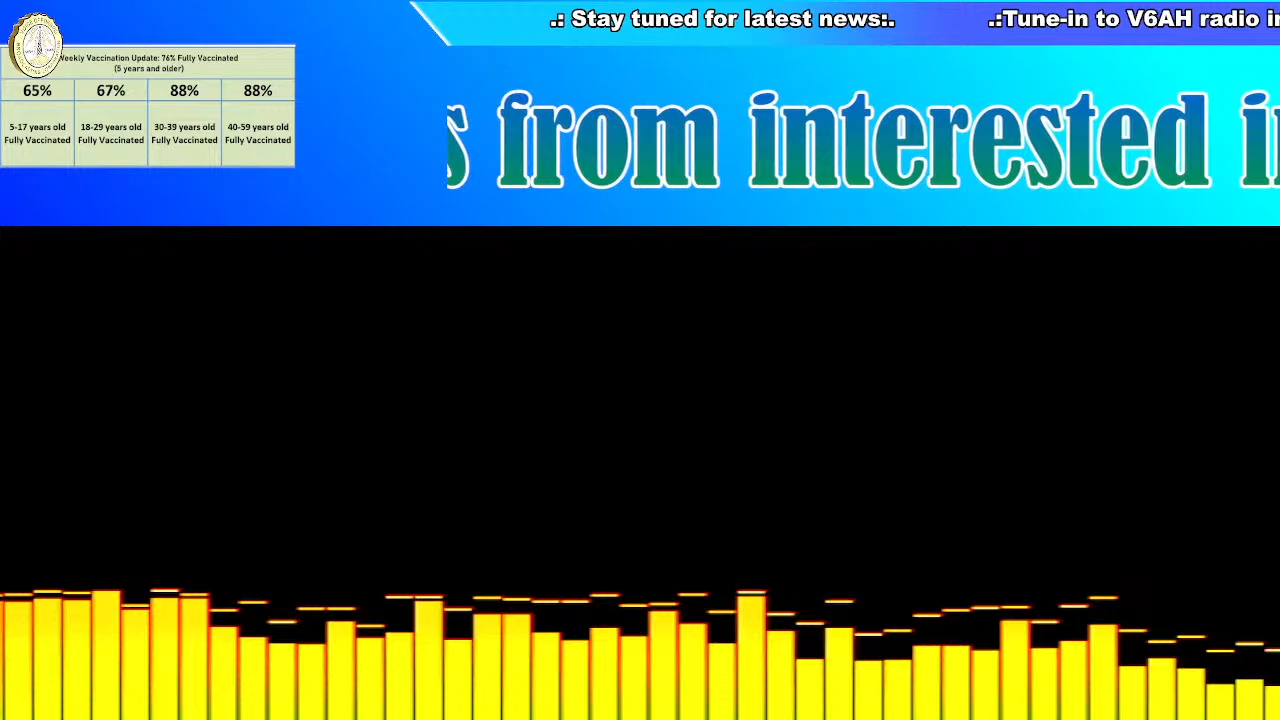 .: Stay tuned for latest news:.
.:Tune-in to V6AH radio in
Weekly Vaccination Update: 76% Fully Vaccinated
(5 years and older)
65% 67% 88% 88%
5-17 years old 18-29 years old 30-39 years old 40-59 years old
Fully Vaccinated Fully Vaccinated Fully Vaccinated Fully Vaccinated
s from interested in